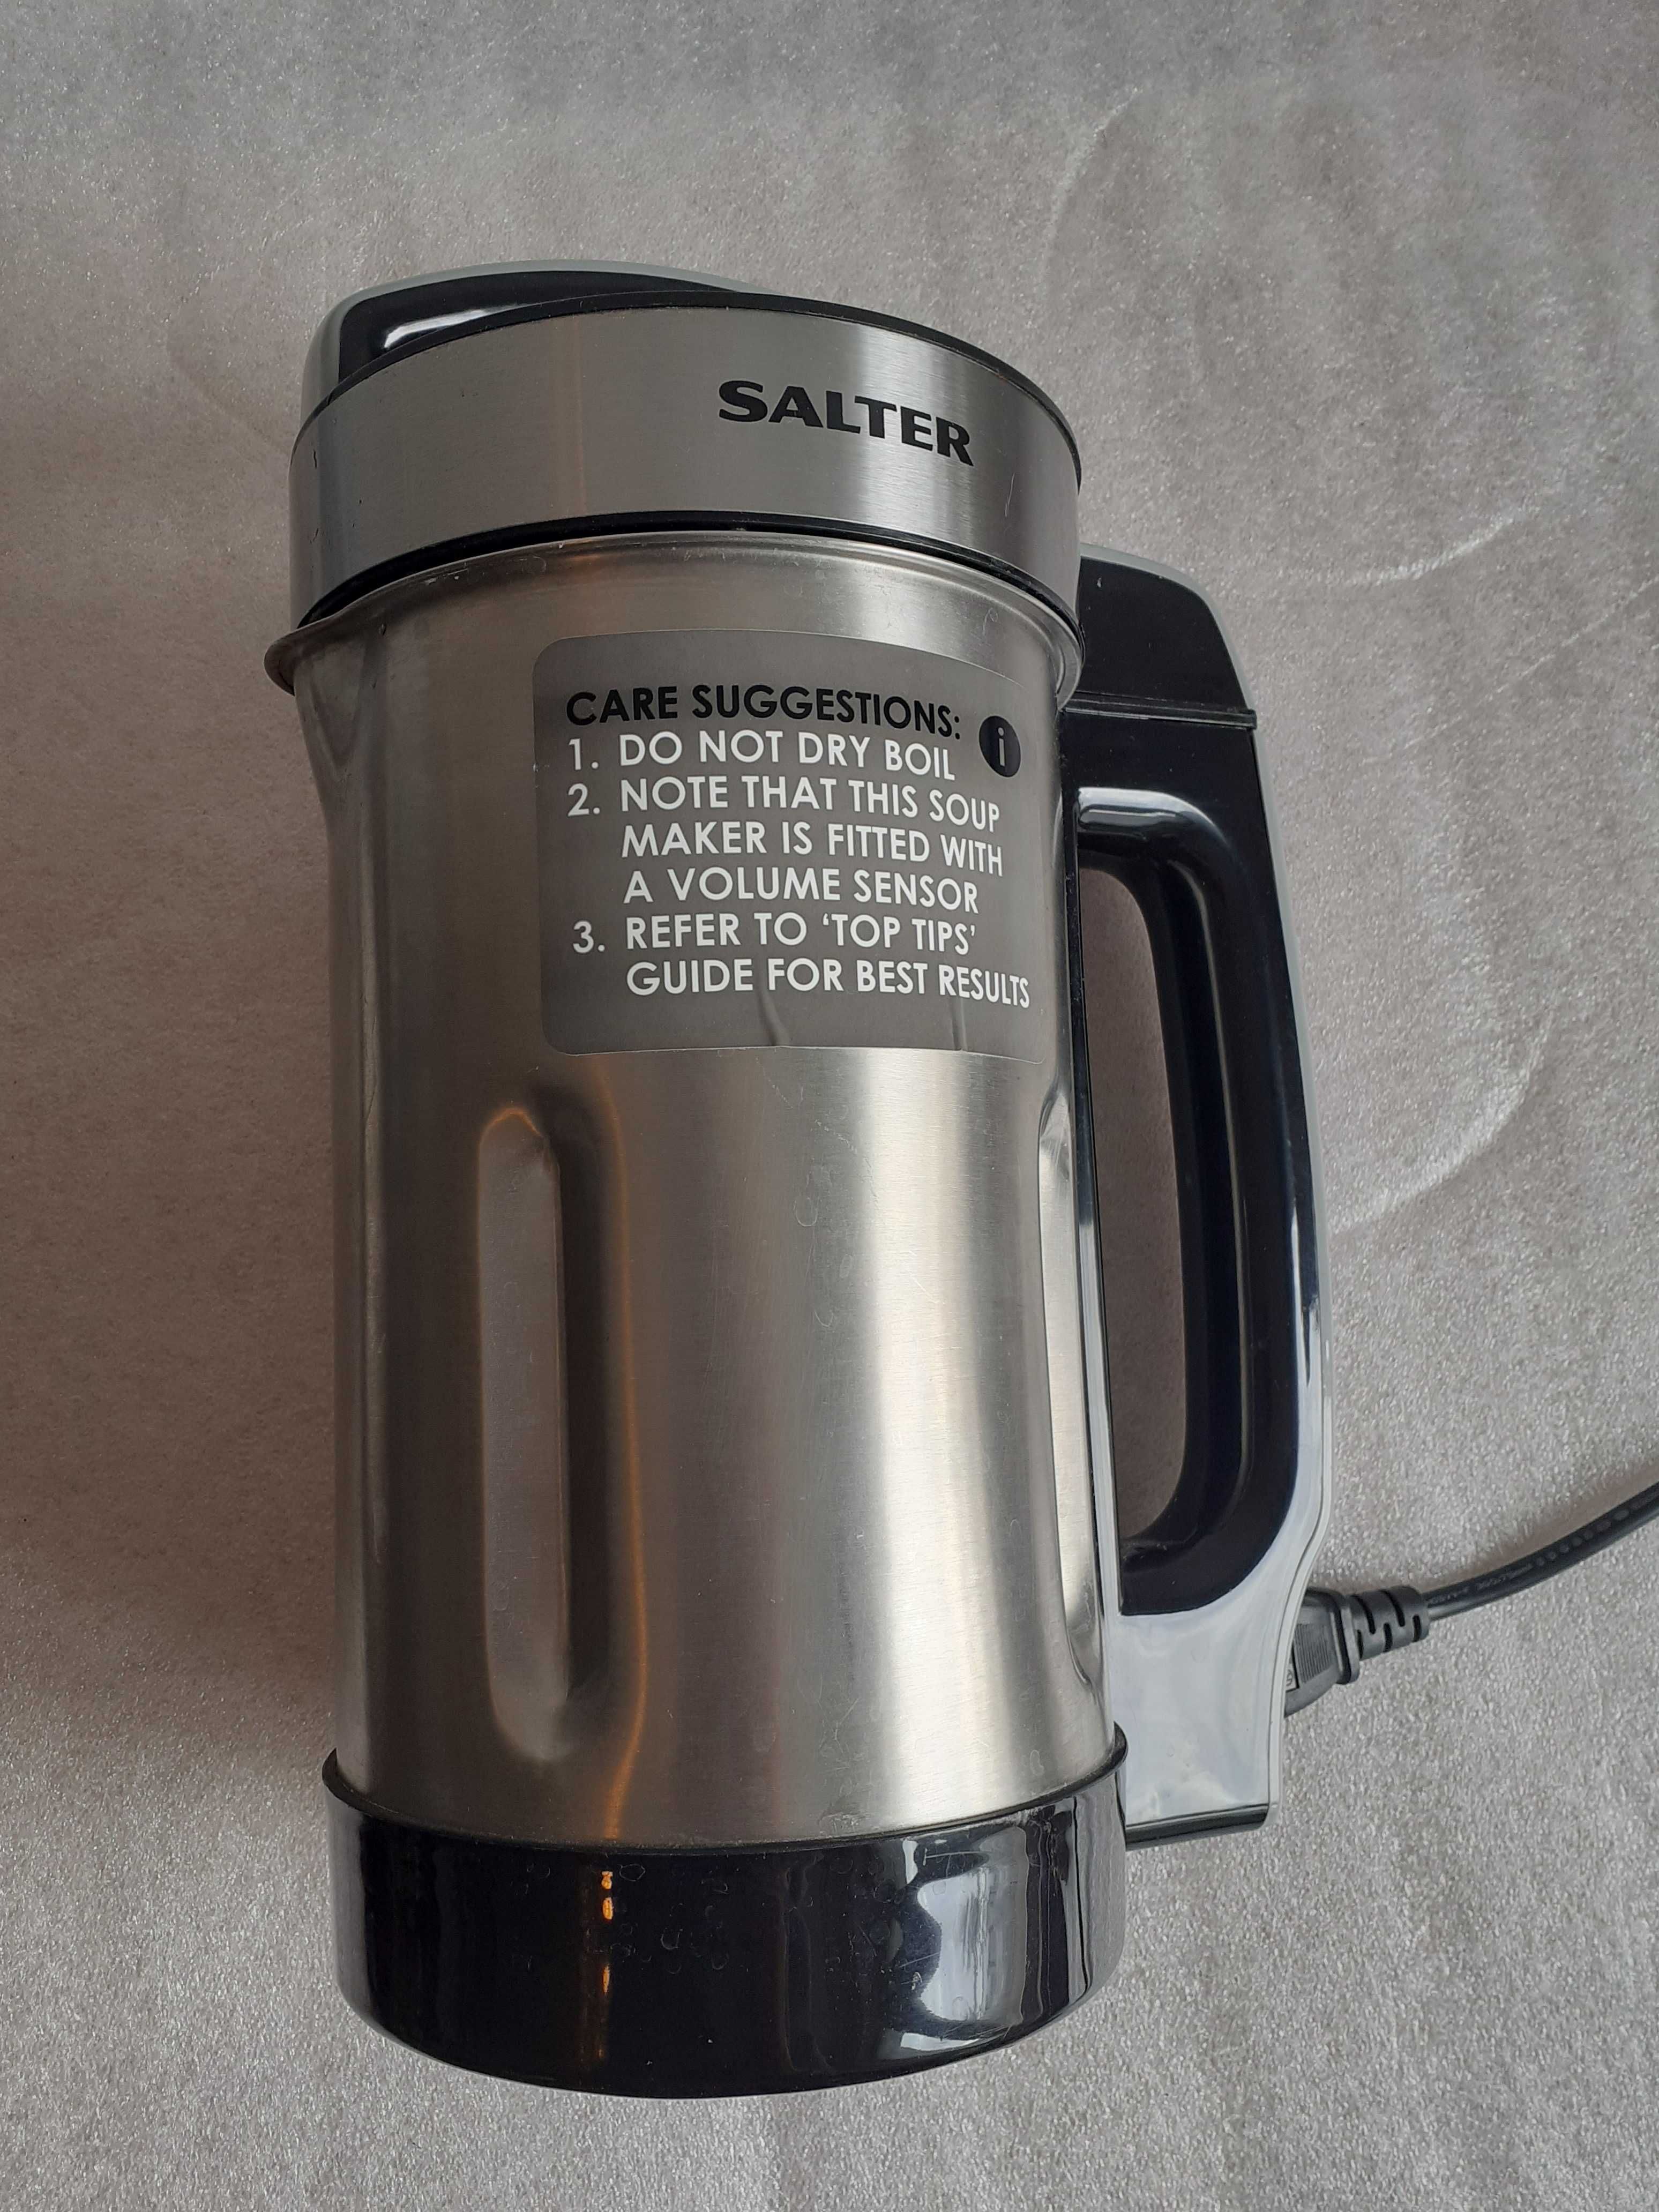 SALTER
CARE SUGGESTIONS: i
1. DO NOT DRY BOIL
2. NOTE THAT THIS SOUP
MAKER IS FITTED WITH
A VOLUME SENSOR
3. REFER TO ‘TOP TIPS’
GUIDE FOR BEST RESULTS